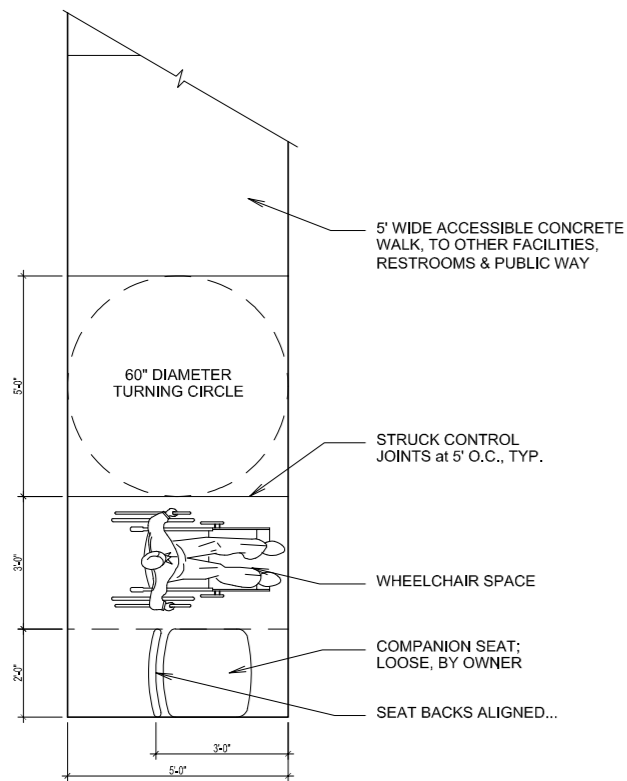 5' WIDE ACCESSIBLE CONCRETE
WALK, TO OTHER FACILITIES,
RESTROOMS & PUBLIC WAY
60" DIAMETER
TURNING CIRCLE
5'-0"
STRUCK CONTROL
JOINTS at 5' O.C., TYP.
3'-0"
WHEELCHAIR SPACE
COMPANION SEAT;
LOOSE, BY OWNER
2'-0"
SEAT BACKS ALIGNED...
3'-0"
5'-0"